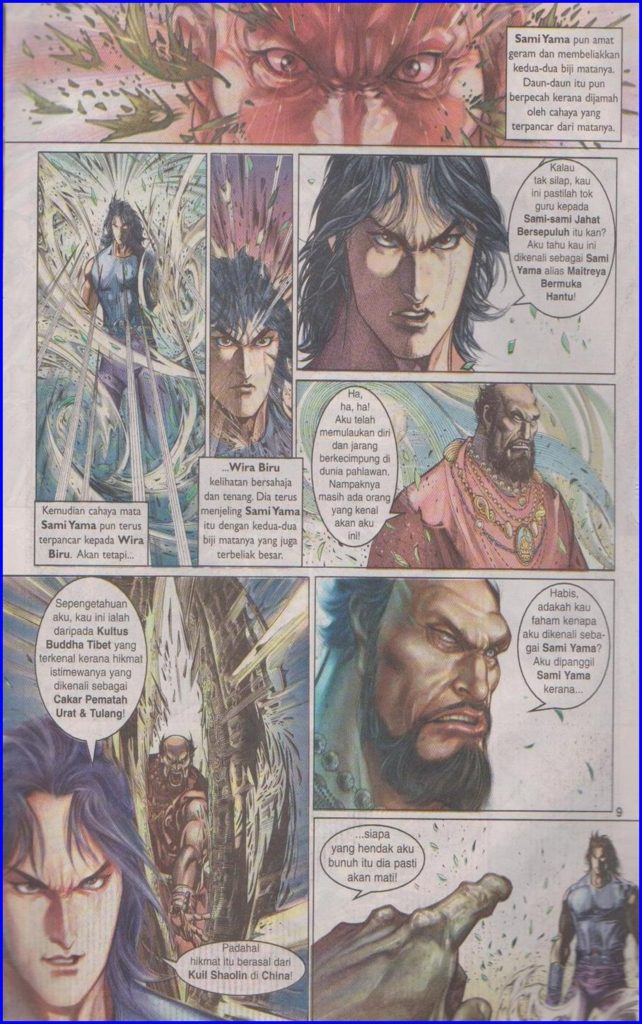 Sami Yama pun amat
geram dan membeliakkan
kedua-dua biji matanya.
Daun-daun itu pun
berpecah kerana dijamah
oleh cahaya yang
terpancar dari matanya.
Kemudian cahaya mata
Sami Yama pun terus
terpancar kepada Wira
Biru. Akan tetapi...
...Wira Biru
kelihatan bersahaja
dan tenang. Dia terus
menjeling Sami Yama
itu dengan kedua-dua
biji matanya yang juga
terbeliak besar.
Kalau
tak silap, kau
ini pastilah tok
guru kepada
Sami-sami Jahat
Bersepuluh itu kan?
Aku tahu kau ini
dikenali sebagai Sami
Yama alias Maitreya
Bermuka
Hantu!
Ha,
ha, ha!
Aku telah
memulaukan diri
dan jarang
berkecimpung di
dunia pahlawan.
Nampaknya
masih ada orang
yang kenal
akan aku
ini!
Sepengetahuan
aku, kau ini ialah
daripada Kultus
Buddha Tibet yang
terkenal kerana hikmat
istimewanya yang
dikenali sebagai
Cakar Pematah
Urat & Tulang!
Padahal
hikmat itu berasal dari
Kuil Shaolin di China!
Habis,
adakah kau
faham kenapa
aku dikenali seba-
gai Sami Yama?
Aku dipanggil
Sami Yama
kerana...
9
...siapa
yang hendak aku
bunuh itu dia pasti
akan mati!